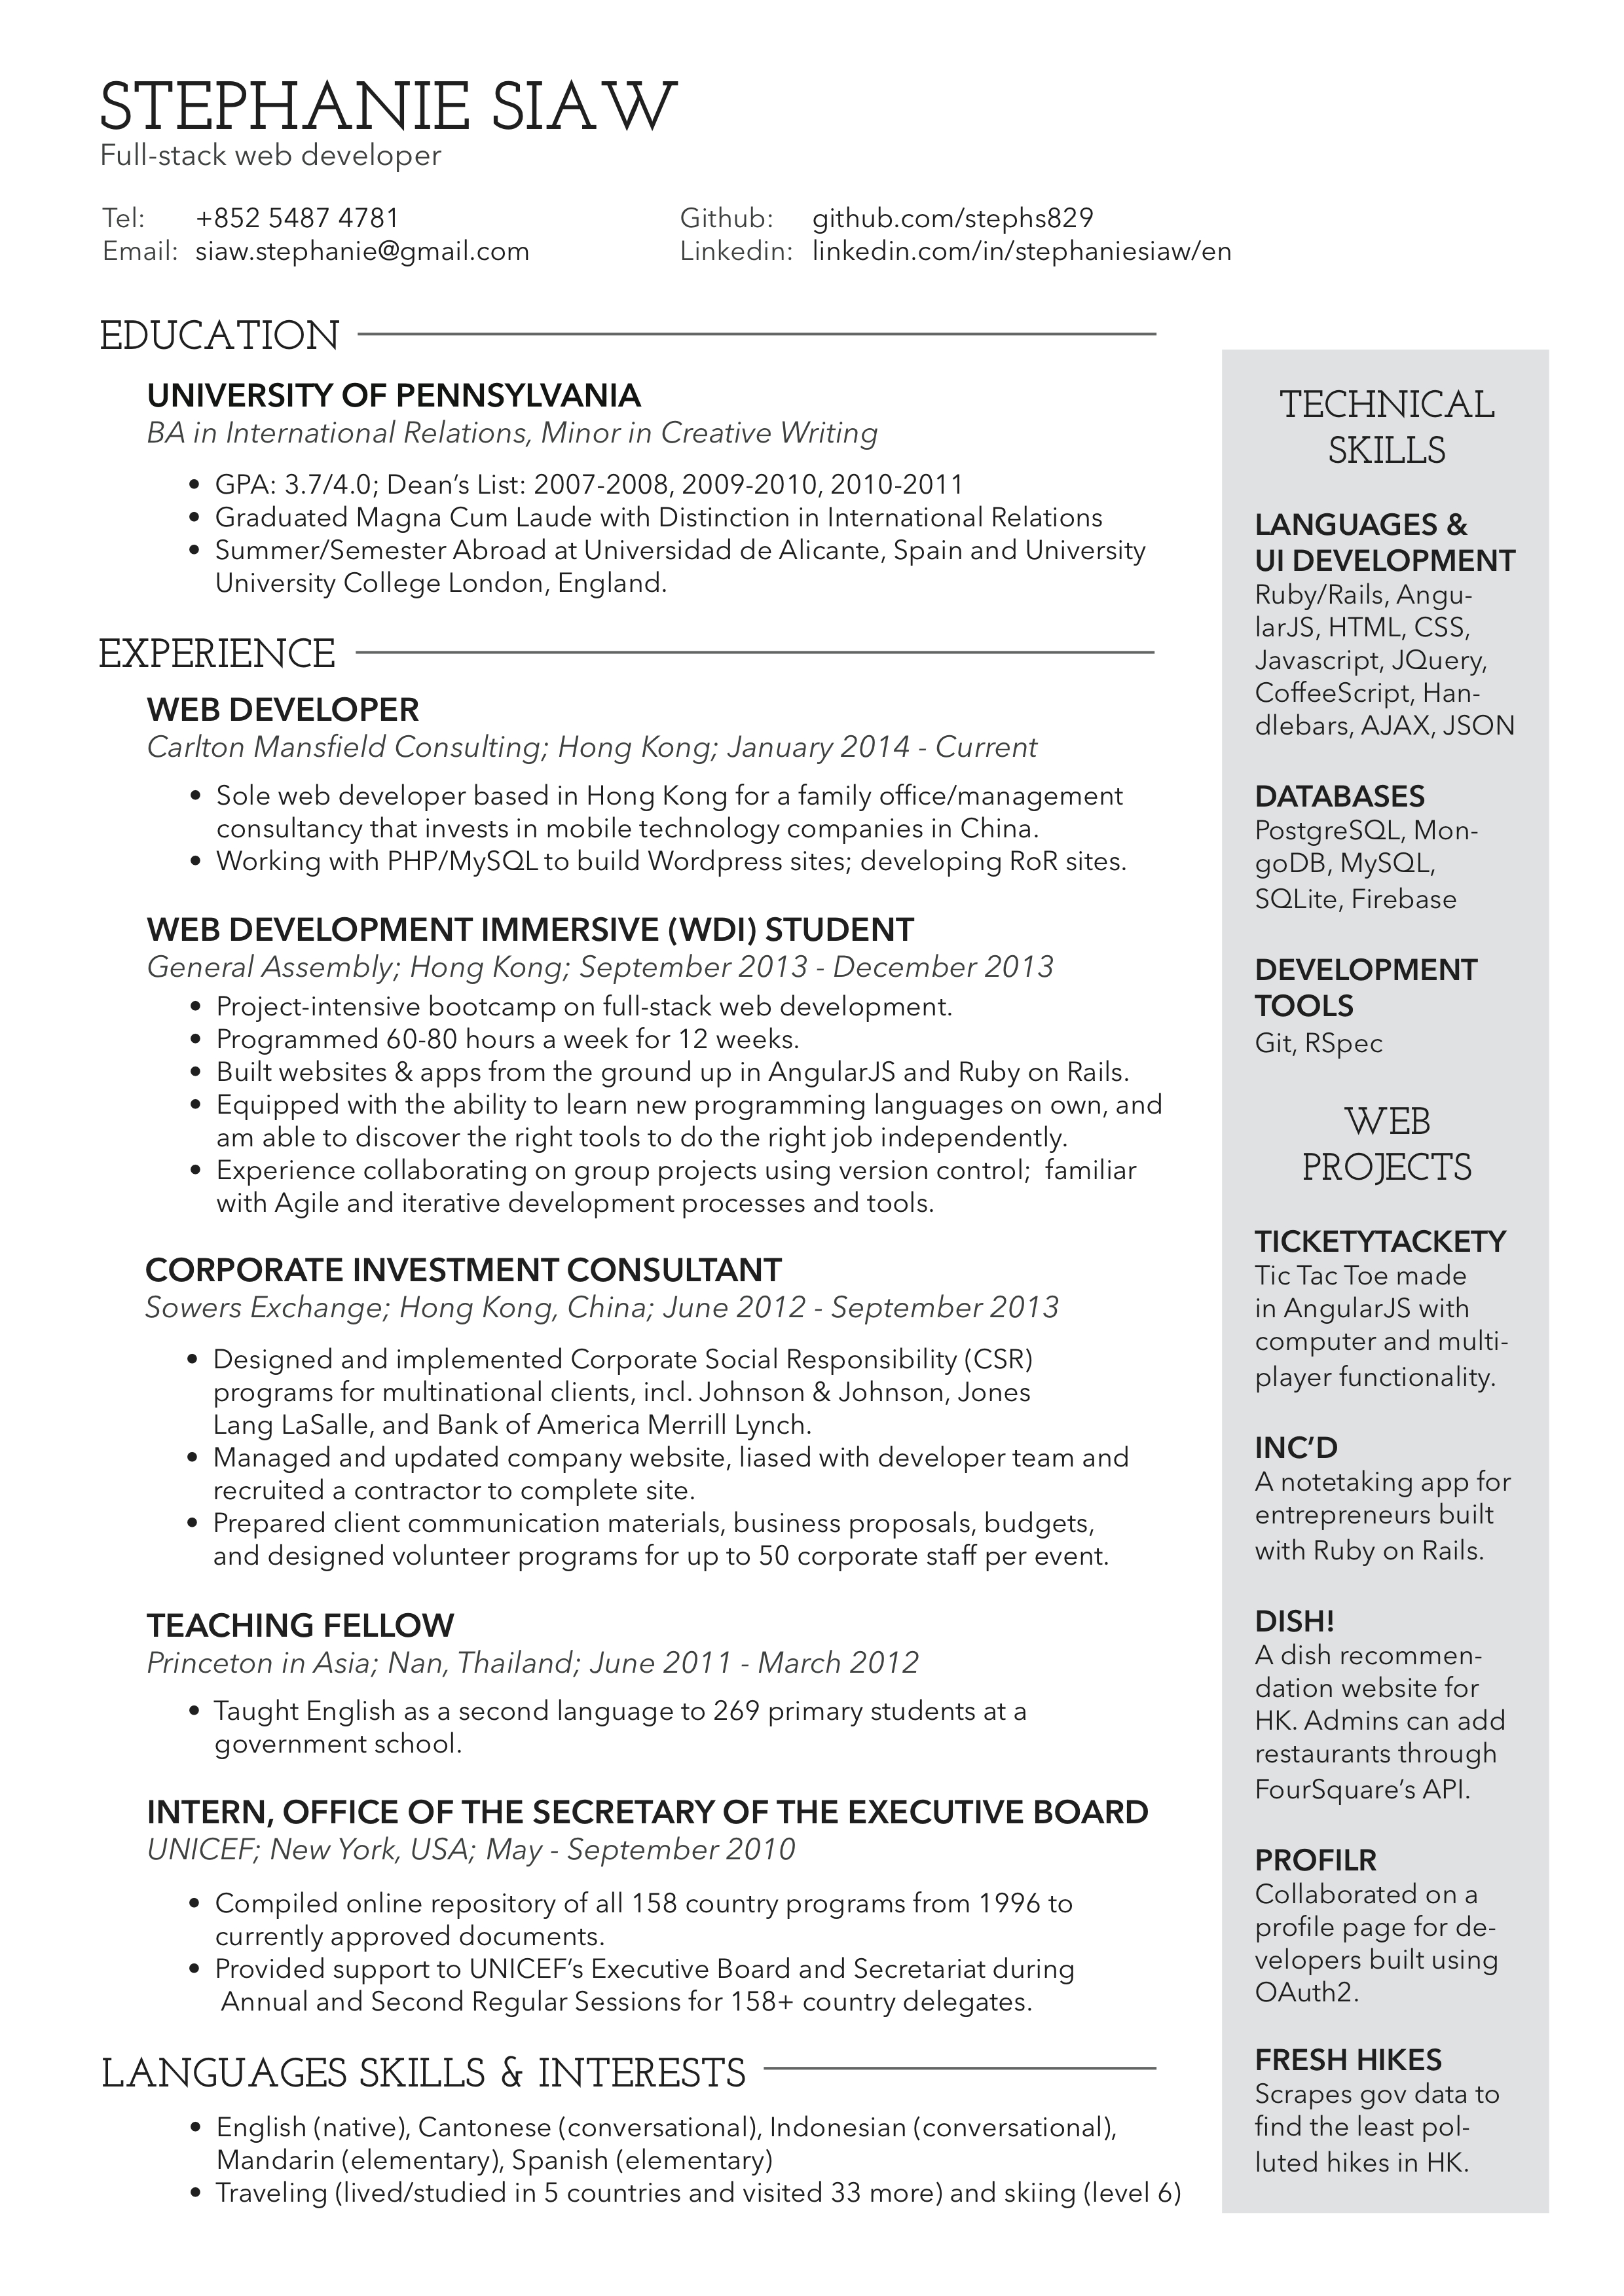 STEPHANIE SIAW
Full-stack web developer
Tel: +852 5487 4781
Email: siaw.stephanie@gmail.com
Github: github.com/stephs829
Linkedin: linkedin.com/in/stephaniesiaw/en
EDUCATION
UNIVERSITY OF PENNSYLVANIA
BA in International Relations, Minor in Creative Writing
• GPA: 3.7/4.0; Dean's List: 2007-2008, 2009-2010, 2010-2011
• Graduated Magna Cum Laude with Distinction in International Relations
• Summer/Semester Abroad at Universidad de Alicante, Spain and University
University College London, England.
EXPERIENCE
WEB DEVELOPER
Carlton Mansfield Consulting; Hong Kong; January 2014 - Current
• Sole web developer based in Hong Kong for a family office/management
consultancy that invests in mobile technology companies in China.
• Working with PHP/MySQL to build Wordpress sites; developing RoR sites.
WEB DEVELOPMENT IMMERSIVE (WDI) STUDENT
General Assembly; Hong Kong; September 2013 - December 2013
• Project-intensive bootcamp on full-stack web development.
• Programmed 60-80 hours a week for 12 weeks.
• Built websites & apps from the ground up in AngularJS and Ruby on Rails.
• Equipped with the ability to learn new programming languages on own, and
am able to discover the right tools to do the right job independently.
• Experience collaborating on group projects using version control;  familiar
with Agile and iterative development processes and tools.
CORPORATE INVESTMENT CONSULTANT
Sowers Exchange; Hong Kong, China; June 2012 - September 2013
• Designed and implemented Corporate Social Responsibility (CSR)
programs for multinational clients, incl. Johnson & Johnson, Jones
Lang LaSalle, and Bank of America Merrill Lynch.
• Managed and updated company website, liased with developer team and
recruited a contractor to complete site.
• Prepared client communication materials, business proposals, budgets,
and designed volunteer programs for up to 50 corporate staff per event.
TEACHING FELLOW
Princeton in Asia; Nan, Thailand; June 2011 - March 2012
• Taught English as a second language to 269 primary students at a
government school.
INTERN, OFFICE OF THE SECRETARY OF THE EXECUTIVE BOARD
UNICEF; New York, USA; May - September 2010
• Compiled online repository of all 158 country programs from 1996 to
currently approved documents.
• Provided support to UNICEF's Executive Board and Secretariat during
Annual and Second Regular Sessions for 158+ country delegates.
LANGUAGES SKILLS & INTERESTS
• English (native), Cantonese (conversational), Indonesian (conversational),
Mandarin (elementary), Spanish (elementary)
• Traveling (lived/studied in 5 countries and visited 33 more) and skiing (level 6)
TECHNICAL
SKILLS
LANGUAGES &
UI DEVELOPMENT
Ruby/Rails, Angu-
larJS, HTML, CSS,
Javascript, JQuery,
CoffeeScript, Han-
dlebars, AJAX, JSON
DATABASES
PostgreSQL, Mon-
goDB, MySQL,
SQLite, Firebase
DEVELOPMENT
TOOLS
Git, RSpec
WEB
PROJECTS
TICKETYTACKETY
Tic Tac Toe made
in AngularJS with
computer and multi-
player functionality.
INC'D
A notetaking app for
entrepreneurs built
with Ruby on Rails.
DISH!
A dish recommen-
dation website for
HK. Admins can add
restaurants through
FourSquare's API.
PROFILR
Collaborated on a
profile page for de-
velopers built using
OAuth2.
FRESH HIKES
Scrapes gov data to
find the least pol-
luted hikes in HK.